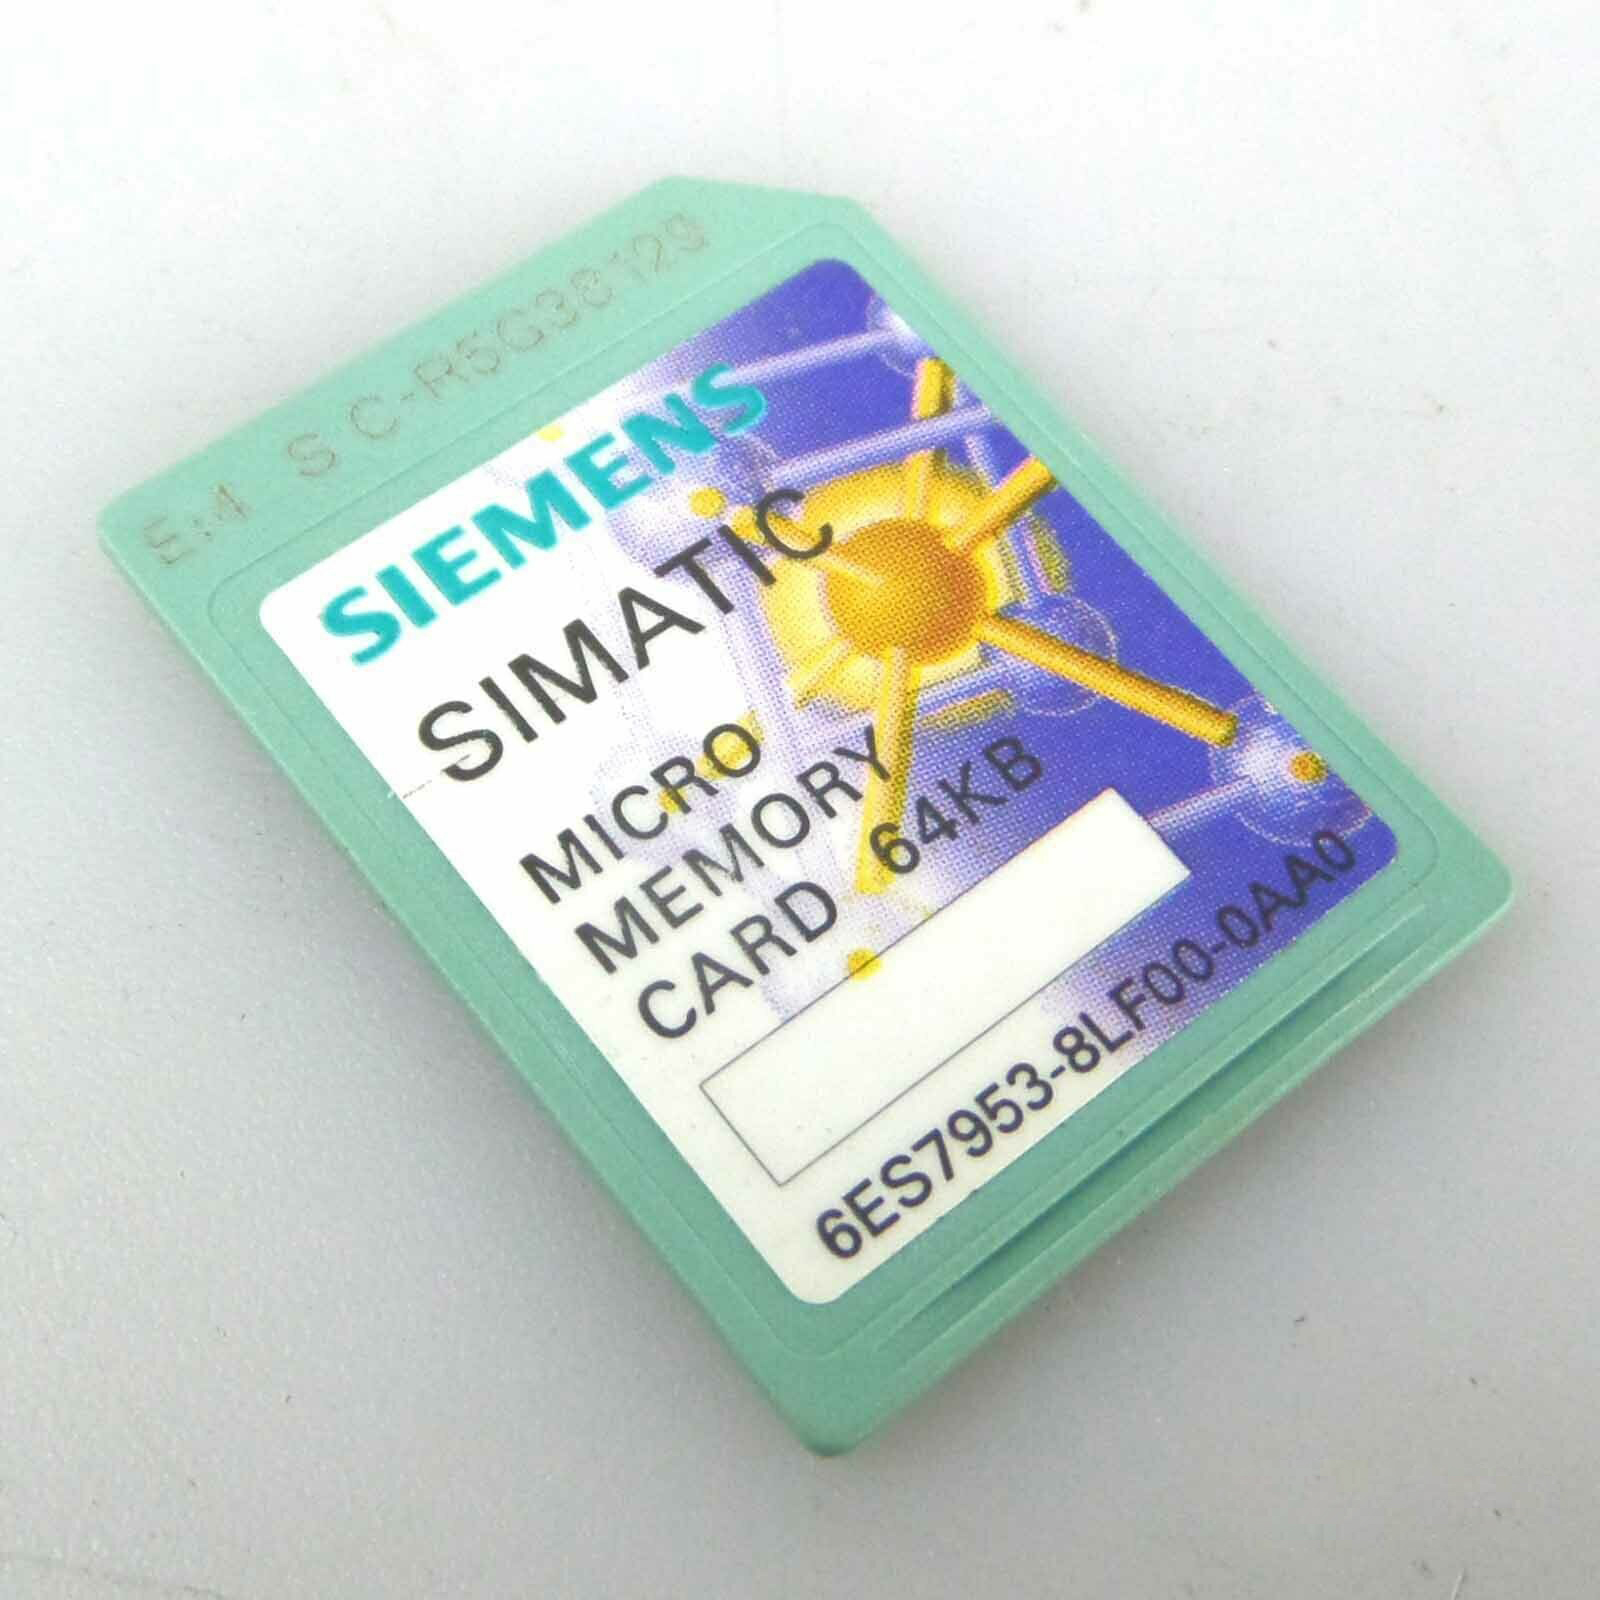 E:4 S C-R5G38129
SIEMENS
SIMATIC
MICRO
MEMORY
CARD 64KB
6ES7953-8LF00-0AA0